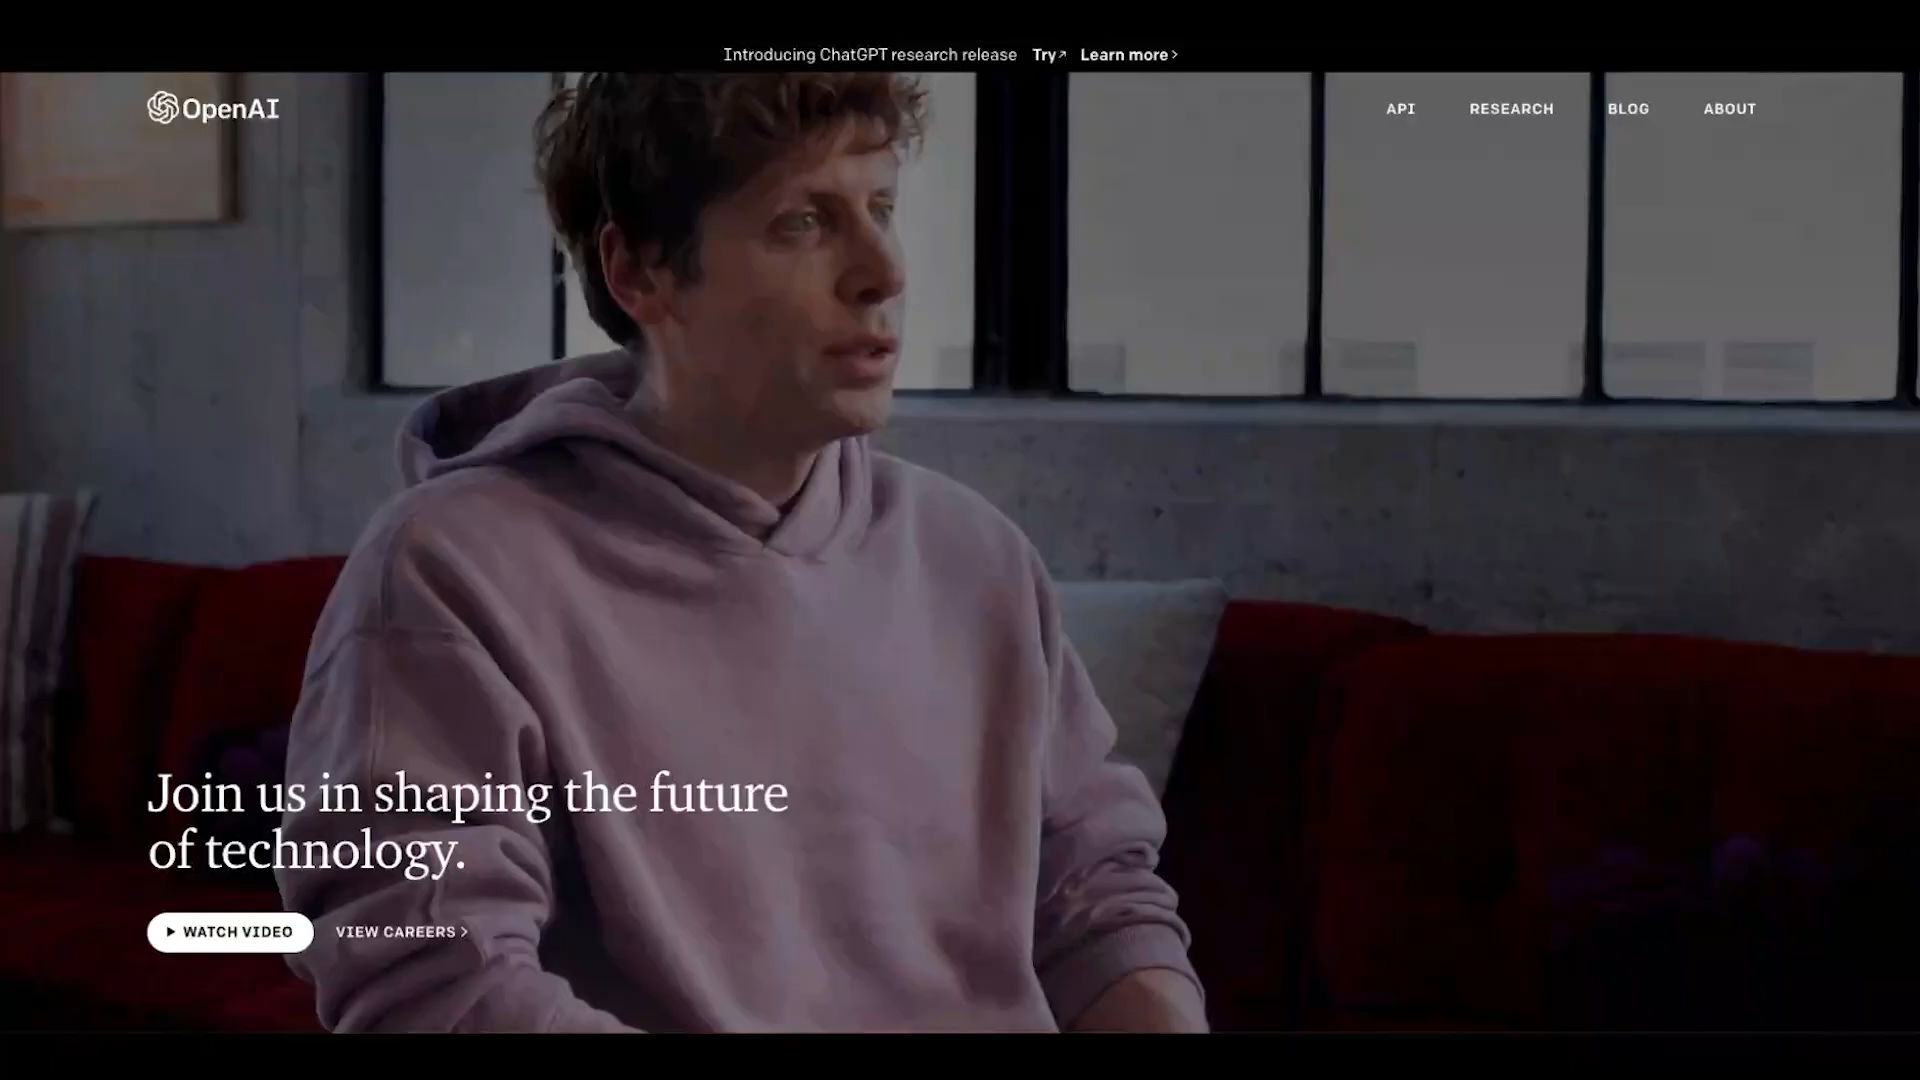 Introducing ChatGPT research release Try↗ Learn more >
OpenAI
API RESEARCH BLOG ABOUT
Join us in shaping the future
of technology.
WATCH VIDEO VIEW CAREERS >